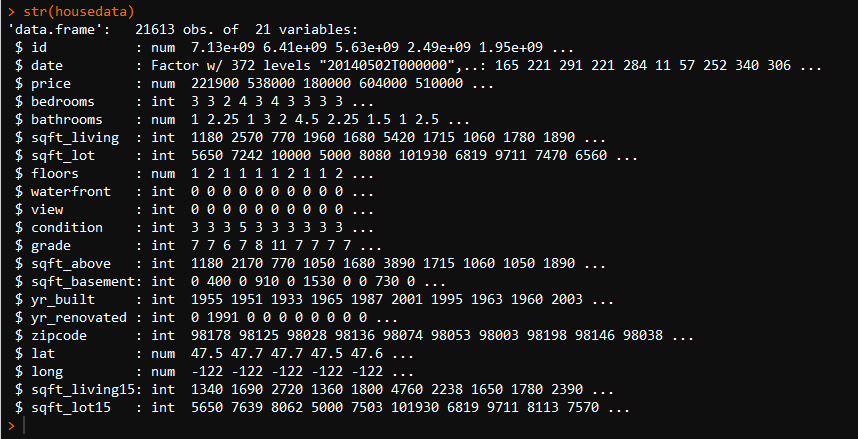 > str(housedata)
'data.frame':   21613 obs. of  21 variables:
 $ id           : num  7.13e+09 6.41e+09 5.63e+09 2.49e+09 1.95e+09 ...
 $ date         : Factor w/ 372 levels "20140502T000000",..: 165 221 291 221 284 11 57 252 340 306 ...
 $ price        : num  221900 538000 180000 604000 510000 ...
 $ bedrooms     : int  3 3 2 4 3 4 3 3 3 3 ...
 $ bathrooms    : num  1 2.25 1 3 2 4.5 2.25 1.5 1 2.5 ...
 $ sqft_living  : int  1180 2570 770 1960 1680 5420 1715 1060 1780 1890 ...
 $ sqft_lot     : int  5650 7242 10000 5000 8080 101930 6819 9711 7470 6560 ...
 $ floors       : num  1 2 1 1 1 1 2 1 1 2 ...
 $ waterfront   : int  0 0 0 0 0 0 0 0 0 0 ...
 $ view         : int  0 0 0 0 0 0 0 0 0 0 ...
 $ condition    : int  3 3 3 5 3 3 3 3 3 3 ...
 $ grade        : int  7 7 6 7 8 11 7 7 7 7 ...
 $ sqft_above   : int  1180 2170 770 1050 1680 3890 1715 1060 1050 1890 ...
 $ sqft_basement: int  0 400 0 910 0 1530 0 0 730 0 ...
 $ yr_built     : int  1955 1951 1933 1965 1987 2001 1995 1963 1960 2003 ...
 $ yr_renovated : int  0 1991 0 0 0 0 0 0 0 0 ...
 $ zipcode      : int  98178 98125 98028 98136 98074 98053 98003 98198 98146 98038 ...
 $ lat          : num  47.5 47.7 47.7 47.5 47.6 ...
 $ long         : num  -122 -122 -122 -122 -122 ...
 $ sqft_living15: int  1340 1690 2720 1360 1800 4760 2238 1650 1780 2390 ...
 $ sqft_lot15   : int  5650 7639 8062 5000 7503 101930 6819 9711 8113 7570 ...
>